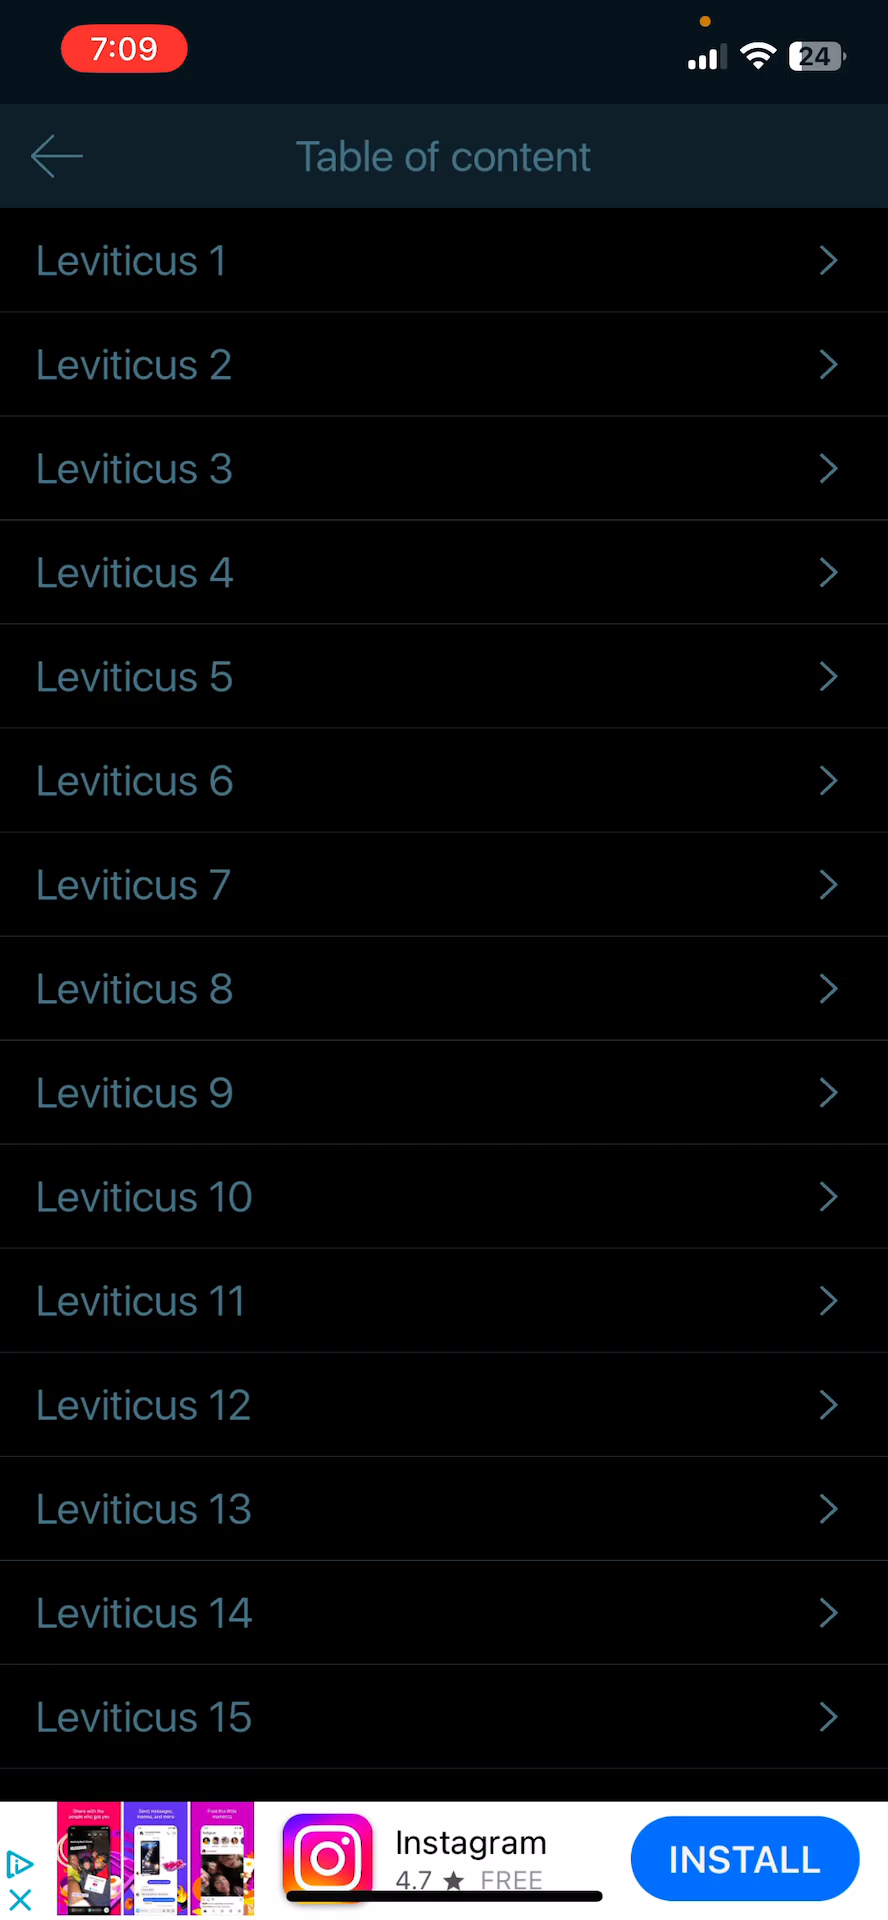 7:09
24
Table of content
Leviticus 1
Leviticus 2
Leviticus 3
Leviticus 4
Leviticus 5
Leviticus 6
Leviticus 7
Leviticus 8
Leviticus 9
Leviticus 10
Leviticus 11
Leviticus 12
Leviticus 13
Leviticus 14
Leviticus 15
Instagram
4.7 ★ FREE
INSTALL